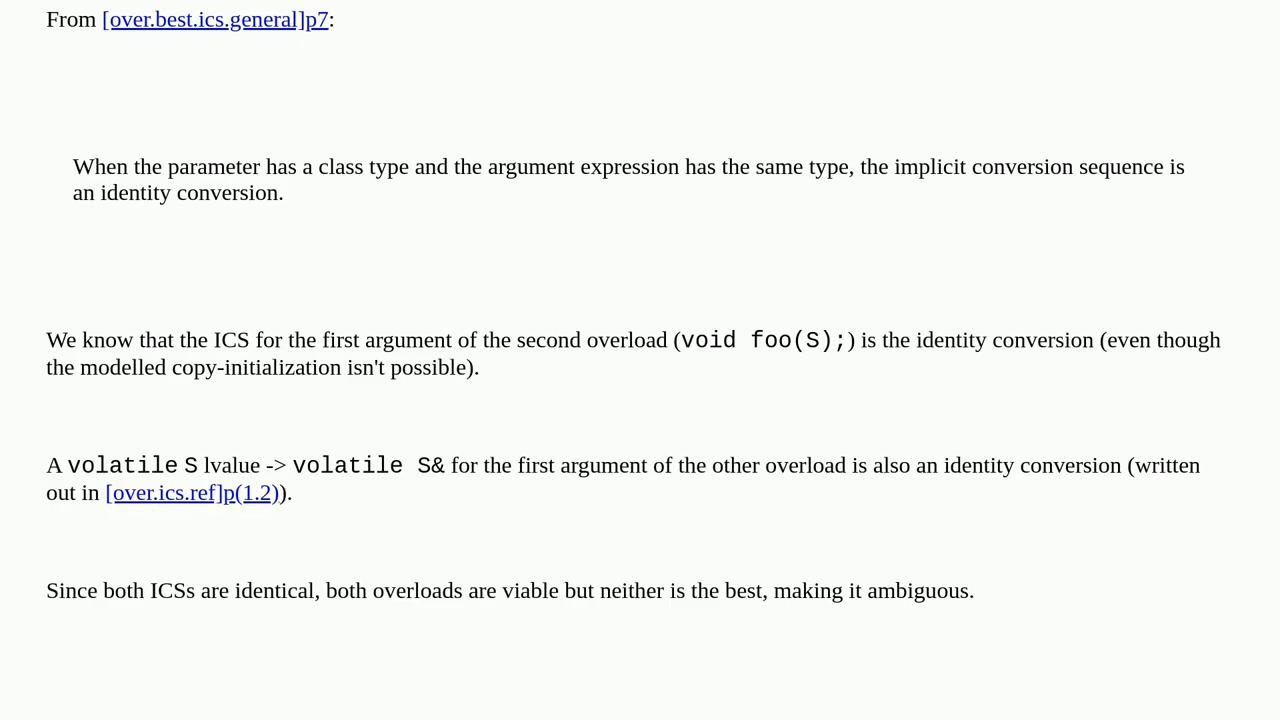 From [over.best.ics.general]p7:
When the parameter has a class type and the argument expression has the same type, the implicit conversion sequence is
an identity conversion.
We know that the ICS for the first argument of the second overload (void foo(S);) is the identity conversion (even though
the modelled copy-initialization isn't possible).
A volatile S lvalue -> volatile S& for the first argument of the other overload is also an identity conversion (written
out in [over.ics.ref]p(1.2)).
Since both ICSs are identical, both overloads are viable but neither is the best, making it ambiguous.